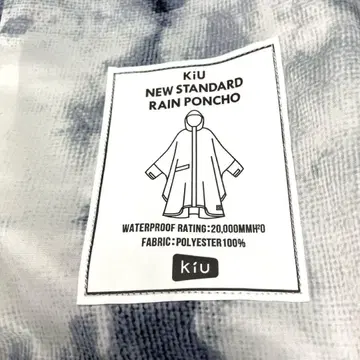 KiU
NEW STANDARD
RAIN PONCHO
WATERPROOF RATING:20,000MMH²O
FABRIC:POLYESTER100%
kiu